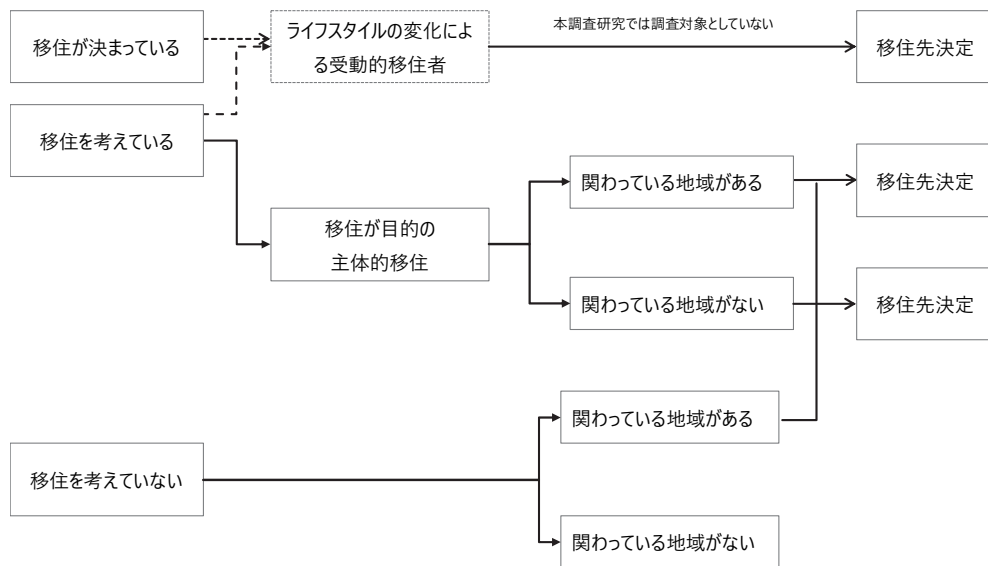 移住が決まっている
ライフスタイルの変化によ
る受動的移住者
本調査研究では調査対象としていない
移住先決定
移住を考えている
移住が目的の
主体的移住
関わっている地域がある
移住先決定
関わっている地域がない
移住先決定
移住を考えていない
関わっている地域がある
関わっている地域がない